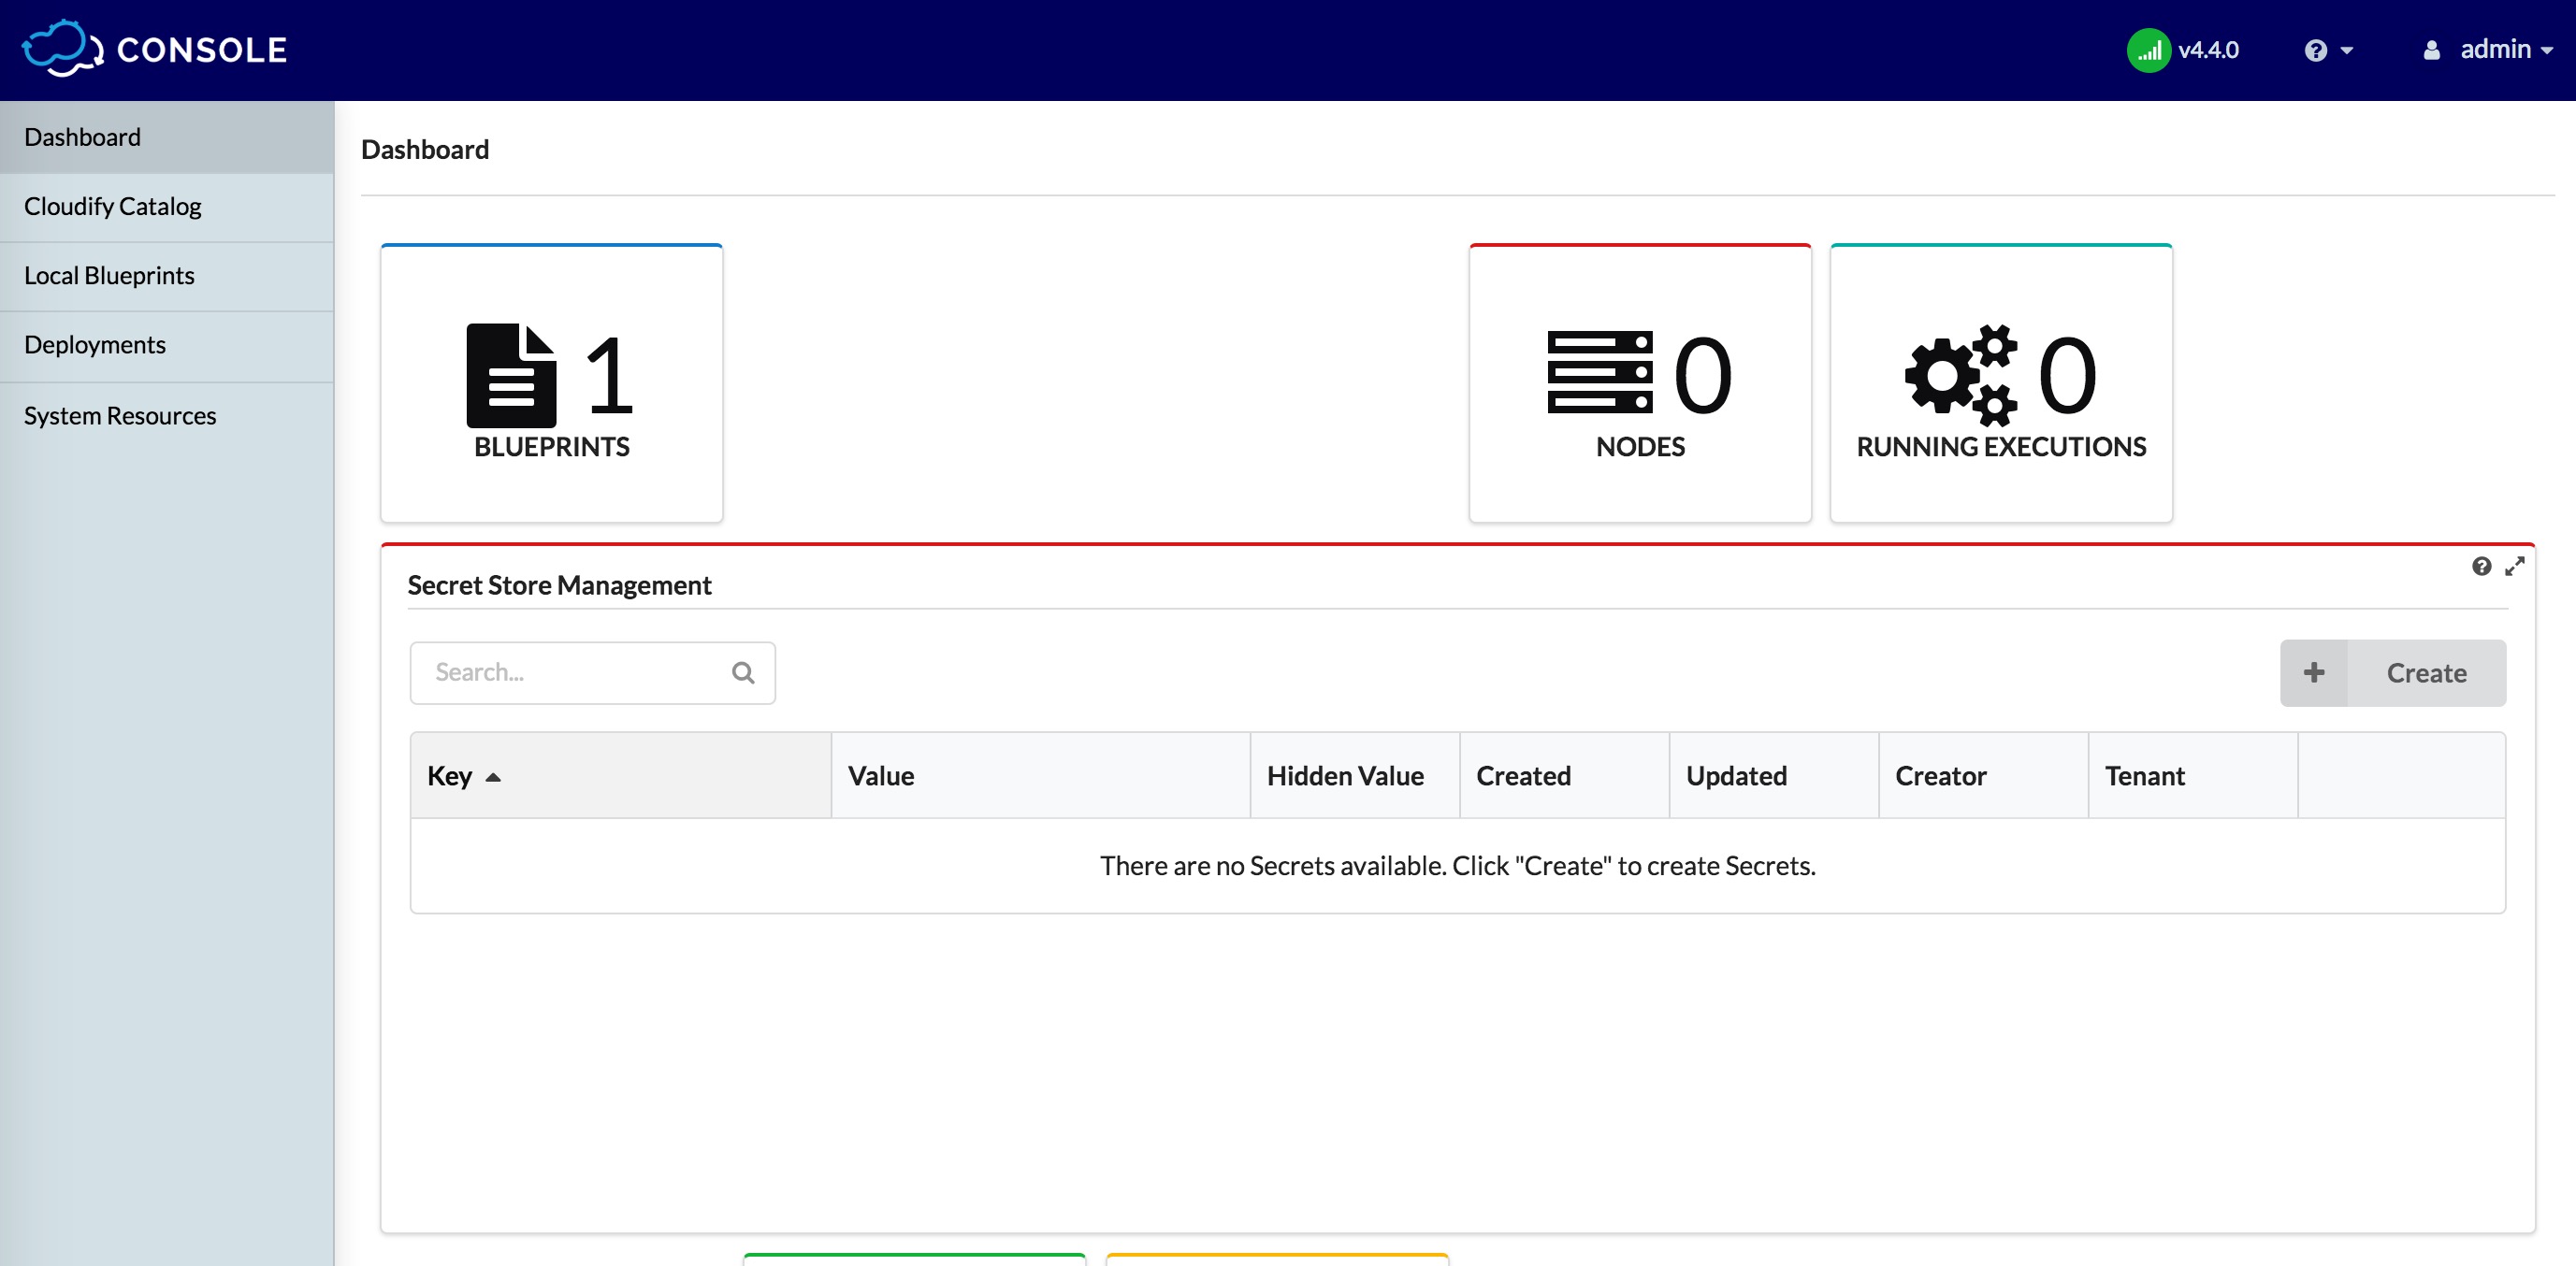 CONSOLE
v4.4.0
admin
Dashboard
Cloudify Catalog
Local Blueprints
Deployments
System Resources
Dashboard
1
BLUEPRINTS
0
NODES
0
RUNNING EXECUTIONS
Secret Store Management
Search...
Create
Key Value Hidden Value Created Updated Creator Tenant
There are no Secrets available. Click "Create" to create Secrets.